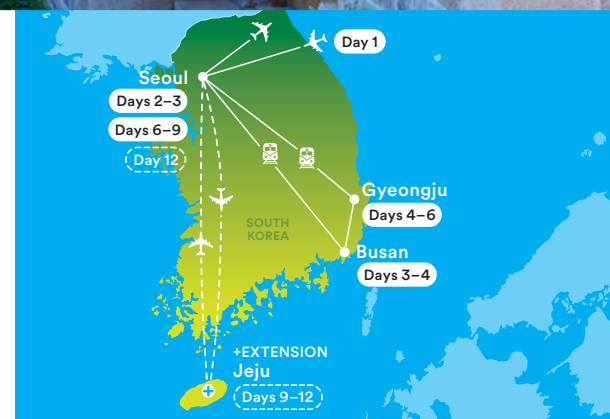 Day 1
Seoul
Days 2–3
Days 6–9
Day 12
Gyeongju
Days 4–6
SOUTH
KOREA
Busan
Days 3–4
+EXTENSION
Jeju
Days 9–12